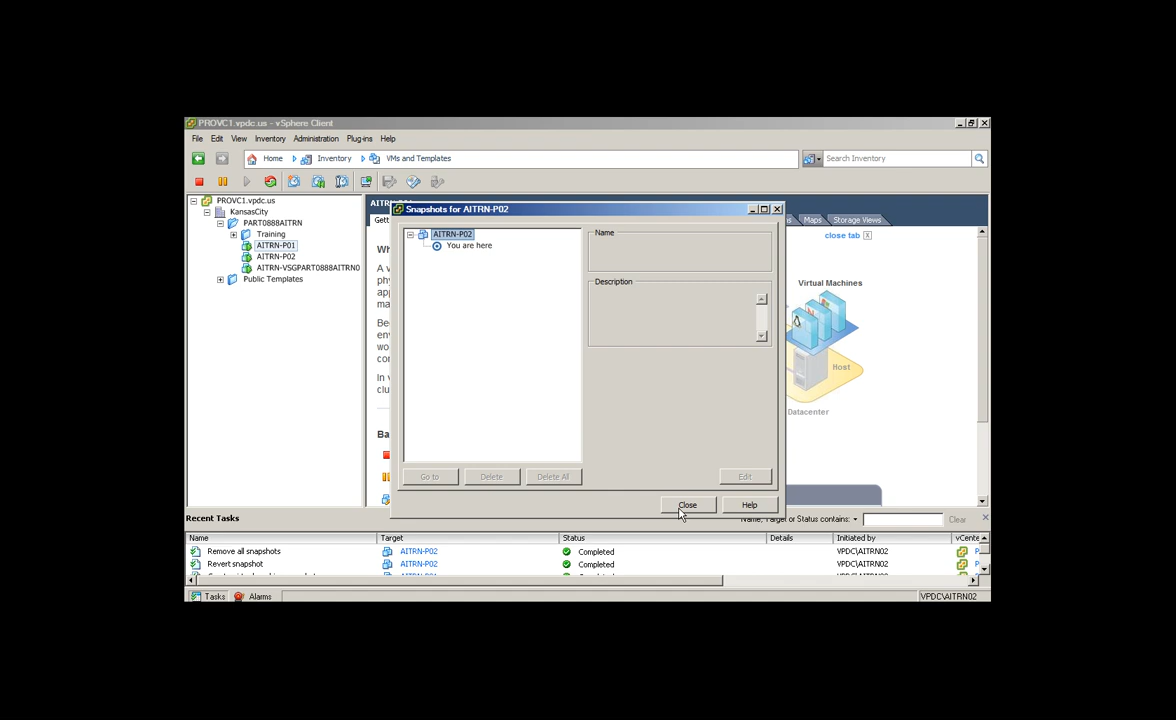 PROVC1.vpdc.us - vSphere Client
File Edit View Inventory Administration Plug-ins Help
Home Inventory VMs and Templates Search Inventory
PROVC1.vpdc.us
KansasCity
PART0888AITRN
Training
AITRN-P01
AITRN-P02
AITRN-VSGPART0888AITRN0
Public Templates
Maps Storage Views
close tab X
Virtual Machines
Host
Datacenter
Snapshots for AITRN-P02
AITRN-P02
You are here
Name
Description
Go to Delete Delete All Edit
Close Help
Recent Tasks
Name, Target or Status contains: Clear
Name Target Status Details Initiated by vCente
Remove all snapshots AITRN-P02 Completed VPDC\AITRN02
Revert snapshot AITRN-P02 Completed VPDC\AITRN02
Tasks Alarms VPDC\AITRN02